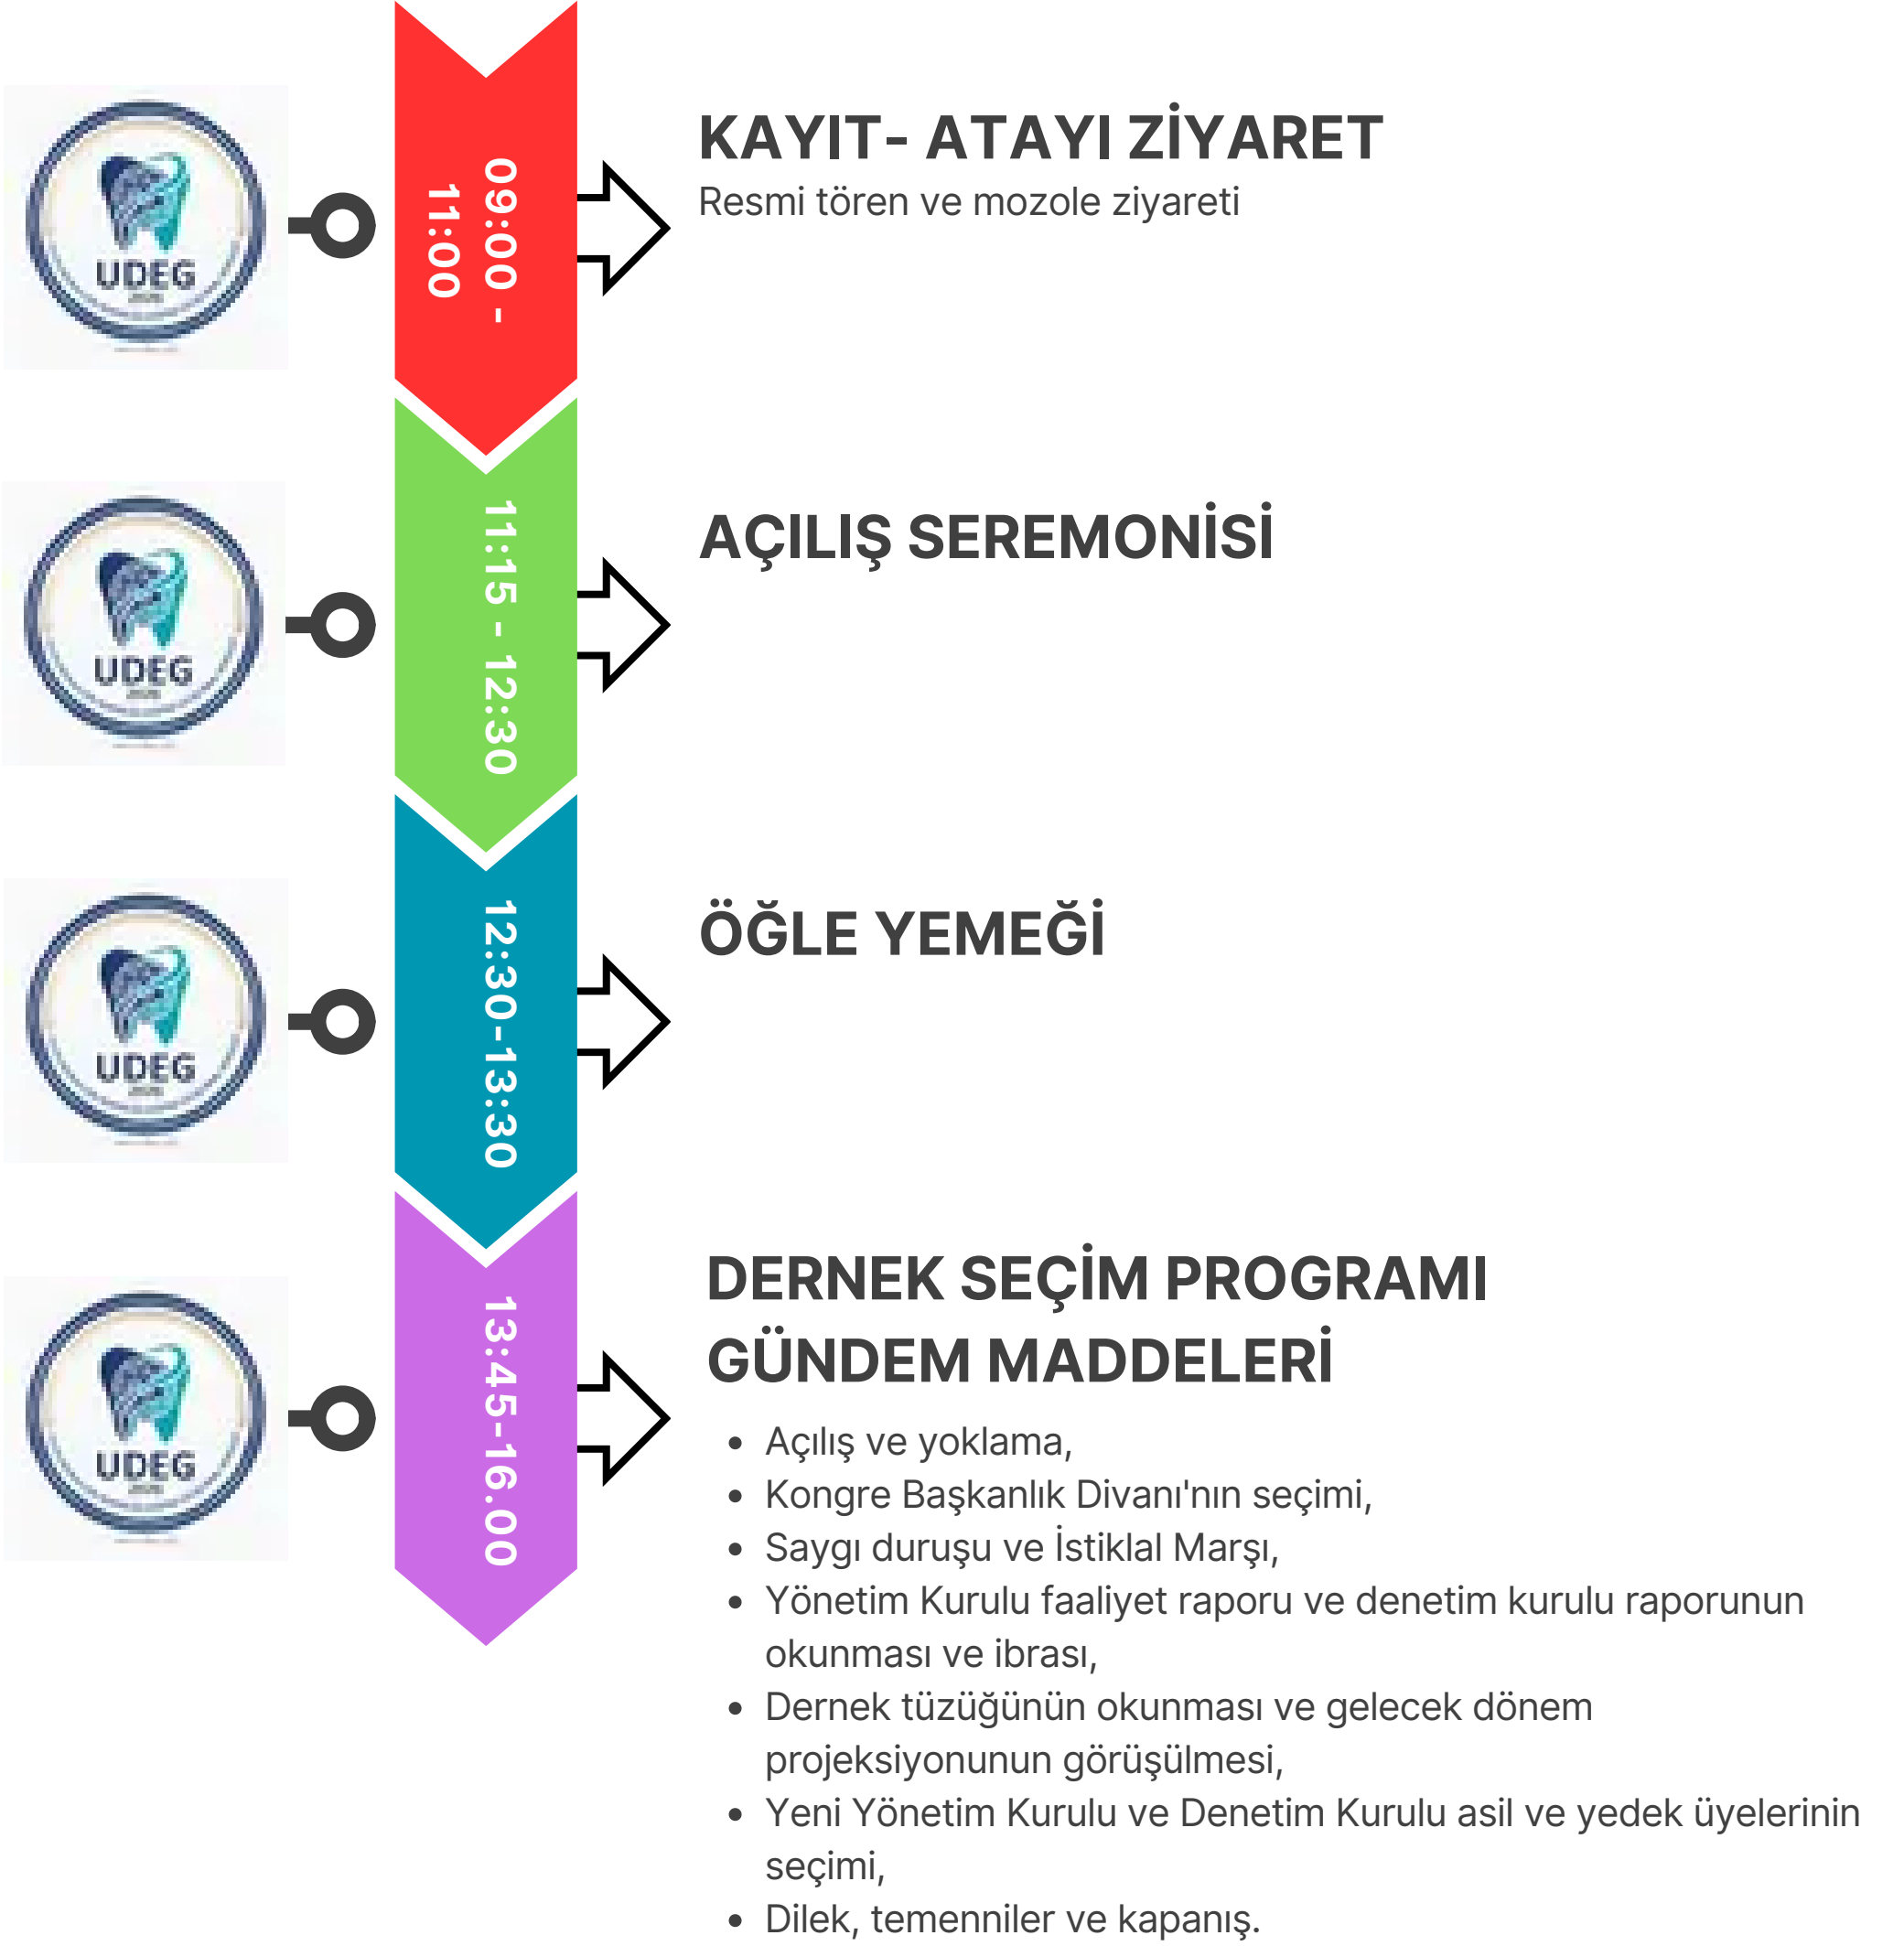 UDEG
09:00 -
11:00
KAYIT- ATAYI ZİYARET
Resmi tören ve mozole ziyareti
UDEG
11:15 - 12:30
AÇILIŞ SEREMONİSİ
UDEG
12:30-13:30
ÖĞLE YEMEĞİ
UDEG
13:45-16.00
DERNEK SEÇİM PROGRAMI
GÜNDEM MADDELERİ
• Açılış ve yoklama,
• Kongre Başkanlık Divanı'nın seçimi,
• Saygı duruşu ve İstiklal Marşı,
• Yönetim Kurulu faaliyet raporu ve denetim kurulu raporunun
okunması ve ibrası,
• Dernek tüzüğünün okunması ve gelecek dönem
projeksiyonunun görüşülmesi,
• Yeni Yönetim Kurulu ve Denetim Kurulu asil ve yedek üyelerinin
seçimi,
• Dilek, temenniler ve kapanış.